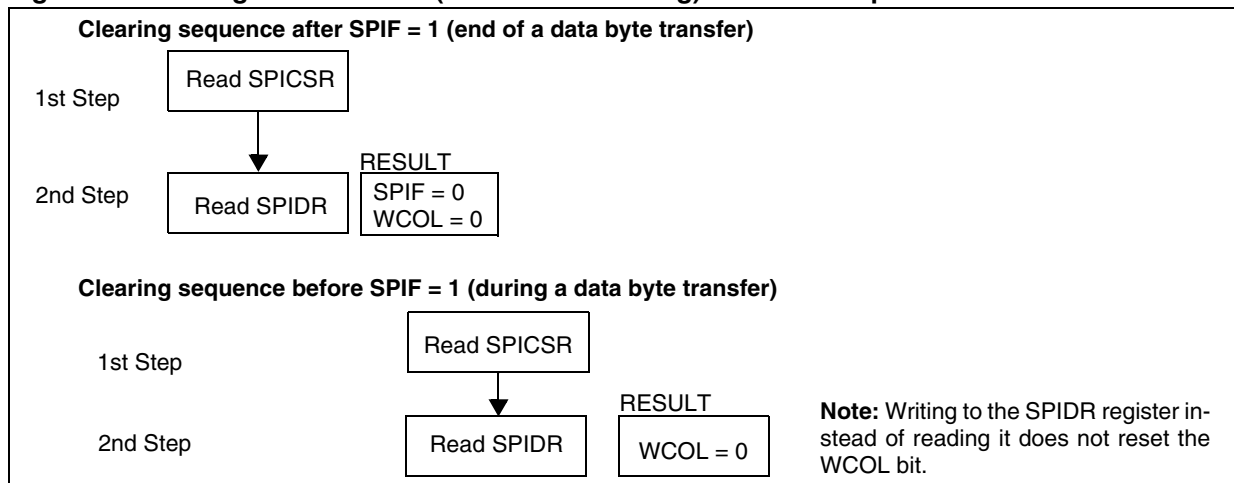 Clearing sequence after SPIF = 1 (end of a data byte transfer)
1st Step
Read SPICSR
2nd Step
Read SPIDR
RESULT
SPIF = 0
WCOL = 0
Clearing sequence before SPIF = 1 (during a data byte transfer)
1st Step
Read SPICSR
2nd Step
Read SPIDR
RESULT
WCOL = 0
Note: Writing to the SPIDR register in-
stead of reading it does not reset the
WCOL bit.